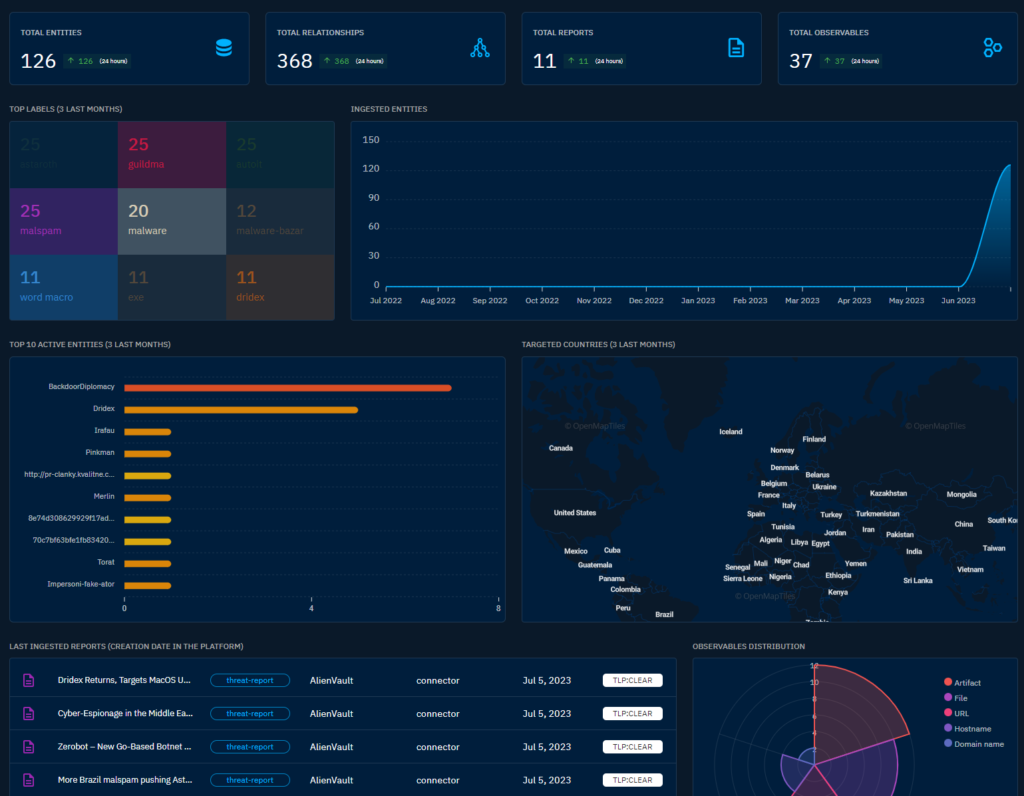 TOTAL ENTITIES
126 ↑ 126 (24 hours)
TOTAL RELATIONSHIPS
368 ↑ 368 (24 hours)
TOTAL REPORTS
11 ↑ 11 (24 hours)
TOTAL OBSERVABLES
37 ↑ 37 (24 hours)
TOP LABELS (3 LAST MONTHS)
25
25
guildma
25
25
malspam
20
malware
12
malware-bazar
11
word macro
11
exe
11
dridex
INGESTED ENTITIES
150
120
90
60
30
0
Jul 2022 Aug 2022 Sep 2022 Oct 2022 Nov 2022 Dec 2022 Jan 2023 Feb 2023 Mar 2023 Apr 2023 May 2023 Jun 2023
TOP 10 ACTIVE ENTITIES (3 LAST MONTHS)
BackdoorDiplomacy
Dridex
Irafau
Pinkman
http://pr-clanky.kvalitne.c...
Merlin
8e74d308629929f17ad...
70c7bf63bfe1fb83420...
Torat
Impersoni-fake-ator
0 4 8
TARGETED COUNTRIES (3 LAST MONTHS)
© OpenMapTiles
© OpenMapTiles
Iceland
Finland
Canada
Norway
Denmark
Belarus
Belgium
Ukraine
France
Kazakhstan
Mongolia
Italy
United States
Spain
Turkey
Turkmenistan
South Ko
China
Tunisia
Iran
Jordan
Pakistan
Algeria
Libya
Egypt
Taiwan
Mexico
Cuba
India
Niger
Mali
Chad
Yemen
Guatemala
Senegal
Vietnam
Panama
Sierra Leone
Nigeria
Ethiopia
Sri Lanka
Colombia
Kenya
© OpenMapTiles
Peru
Brazil
Zambia
LAST INGESTED REPORTS (CREATION DATE IN THE PLATFORM)
Dridex Returns, Targets MacOS U... threat-report AlienVault connector Jul 5, 2023 TLP:CLEAR
Cyber-Espionage in the Middle Ea... threat-report AlienVault connector Jul 5, 2023 TLP:CLEAR
Zerobot – New Go-Based Botnet ... threat-report AlienVault connector Jul 5, 2023 TLP:CLEAR
More Brazil malspam pushing Ast... threat-report AlienVault connector Jul 5, 2023 TLP:CLEAR
OBSERVABLES DISTRIBUTION
12
10
8
6
4
2
Artifact
File
URL
Hostname
Domain name